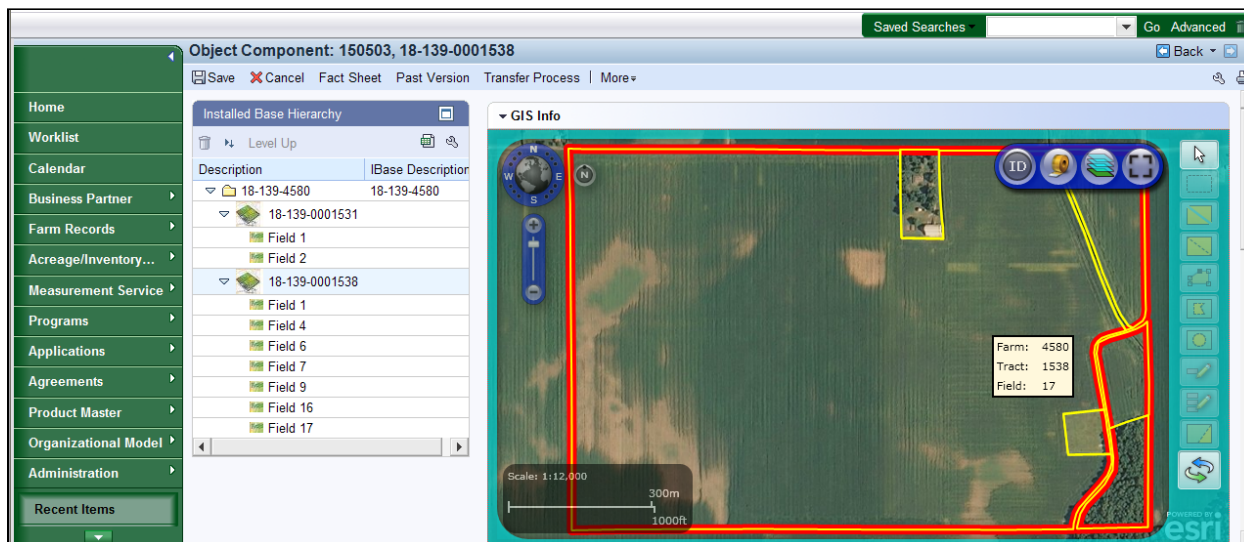 Saved Searches Go Advanced
Object Component: 150503, 18-139-0001538
Back
Save Cancel Fact Sheet Past Version Transfer Process | More
Home
Worklist
Calendar
Business Partner
Farm Records
Acreage/Inventory...
Measurement Service
Programs
Applications
Agreements
Product Master
Organizational Model
Administration
Recent Items
Installed Base Hierarchy
Level Up
Description IBase Description
18-139-4580 18-139-4580
18-139-0001531
Field 1
Field 2
18-139-0001538
Field 1
Field 4
Field 6
Field 7
Field 9
Field 16
Field 17
GIS Info
N
W E
S
N
ID
Farm: 4580
Tract: 1538
Field: 17
Scale: 1:12,000
300m
1000ft
POWERED BY
esri